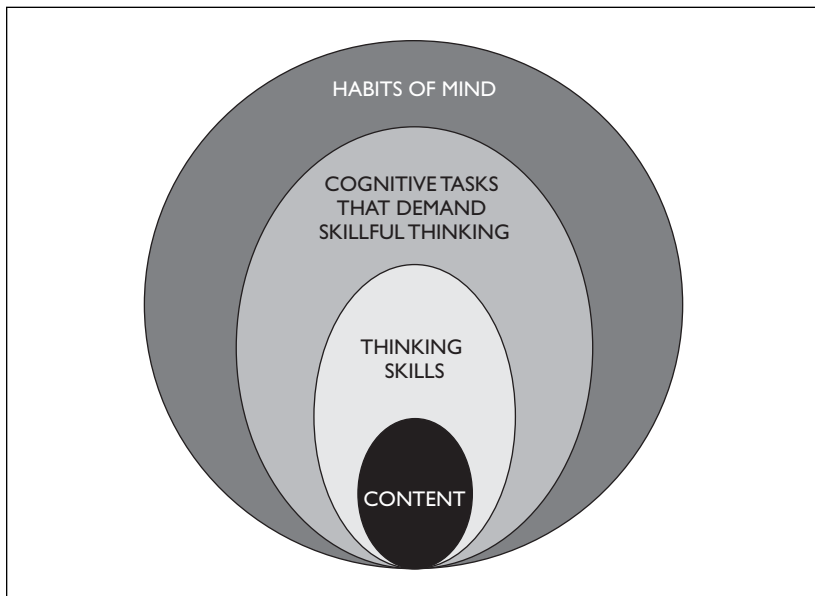 HABITS OF MIND
COGNITIVE TASKS
THAT DEMAND
SKILLFUL THINKING
THINKING
SKILLS
CONTENT